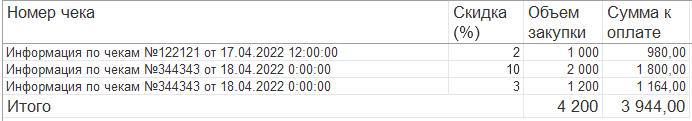 Номер чека Скидка (%) Объем закупки Сумма к оплате
Информация по чекам №122121 от 17.04.2022 12:00:00 2 1 000 980,00
Информация по чекам №344343 от 18.04.2022 0:00:00 10 2 000 1 800,00
Информация по чекам №344343 от 18.04.2022 0:00:00 3 1 200 1 164,00
Итого 4 200 3 944,00